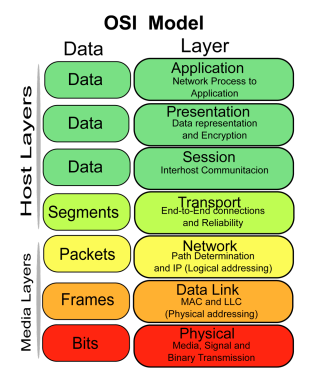 OSI Model
Data
Layer
Host Layers
Data
Application
Network Process to
Application
Data
Presentation
Data representation
and Encryption
Data
Session
Interhost Communitacion
Segments
Transport
End-to-End connections
and Reliability
Media Layers
Packets
Network
Path Determination
and IP (Logical addressing)
Frames
Data Link
MAC and LLC
(Physical addressing)
Bits
Physical
Media, Signal and
Binary Transmission